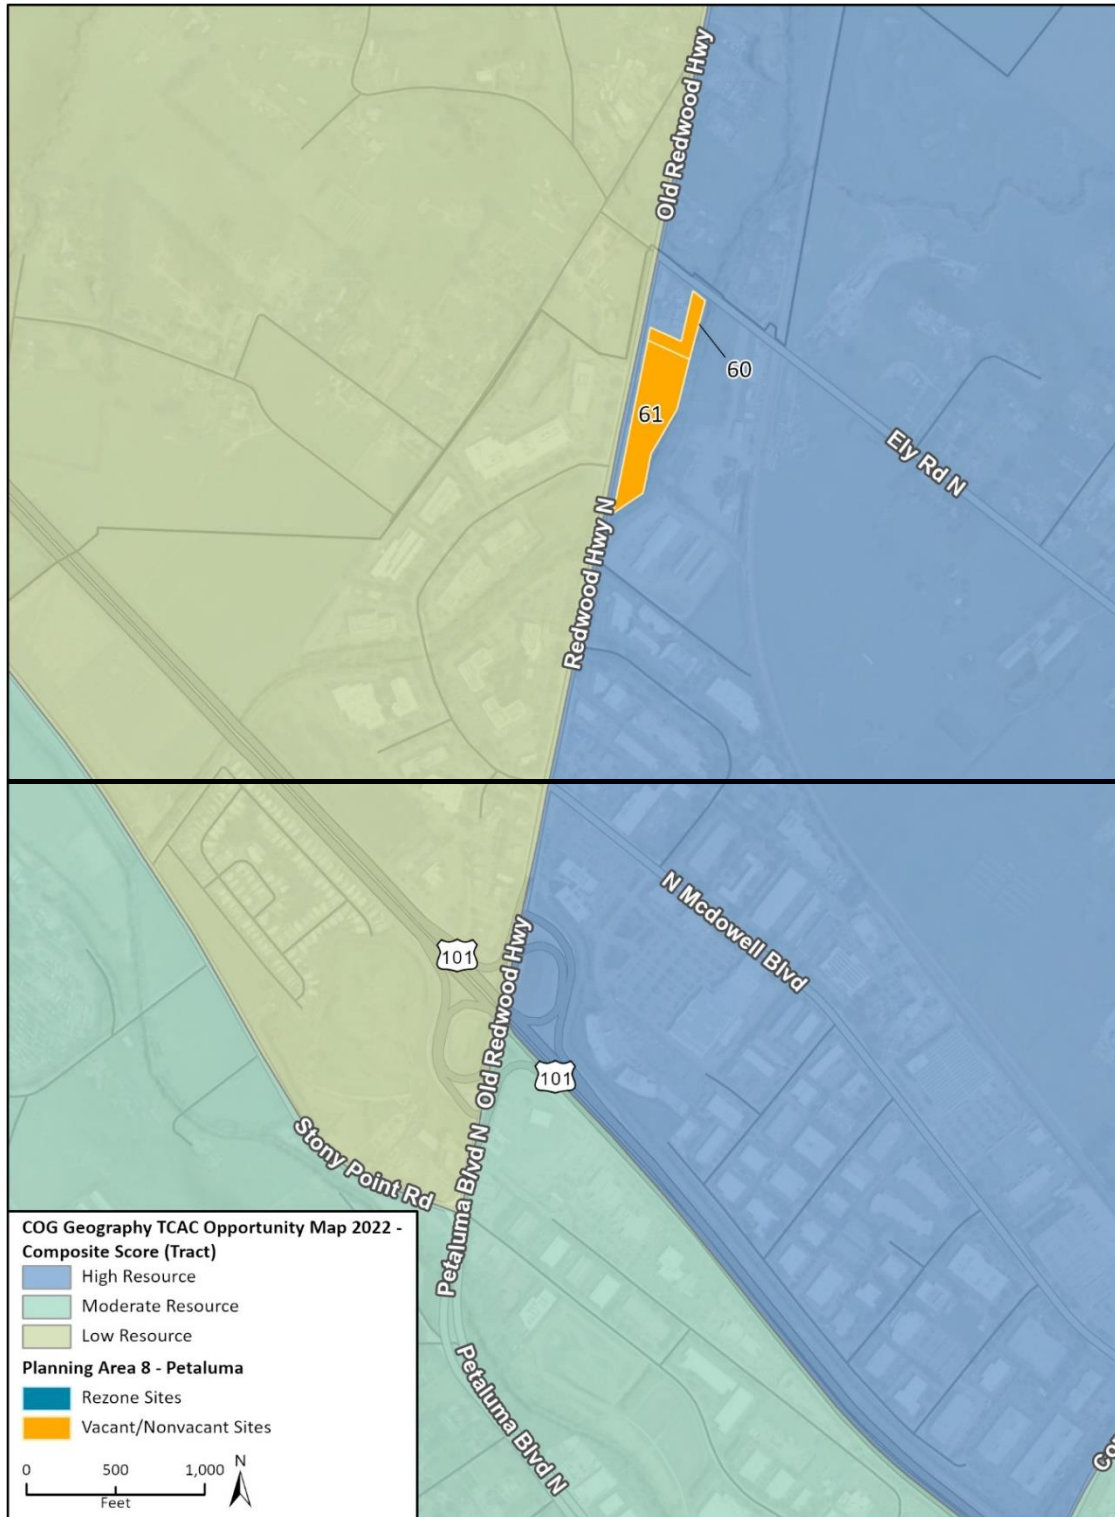 Old Redwood Hwy
60
61
Ely Rd N
Redwood Hwy N
N Mcdowell Blvd
101
Old Redwood Hwy
101
Stony Point Rd
Petaluma Blvd N
Petaluma Blvd N
COG Geography TCAC Opportunity Map 2022 -
Composite Score (Tract)
High Resource
Moderate Resource
Low Resource
Planning Area 8 - Petaluma
Rezone Sites
Vacant/Nonvacant Sites
0 500 1,000
Feet
N